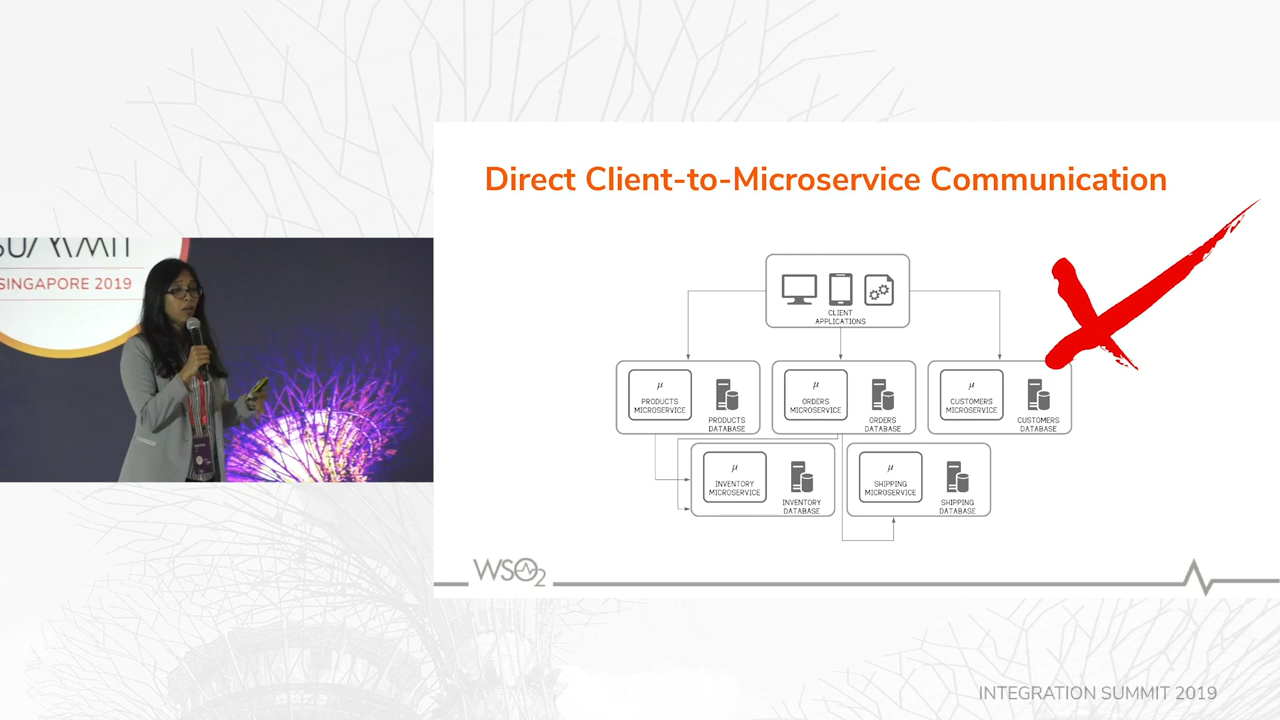 Direct Client-to-Microservice Communication
SUMMIT
SINGAPORE 2019
CLIENT
APPLICATIONS
μ
PRODUCTS
MICROSERVICE
PRODUCTS
DATABASE
μ
ORDERS
MICROSERVICE
ORDERS
DATABASE
μ
CUSTOMERS
MICROSERVICE
CUSTOMERS
DATABASE
μ
INVENTORY
MICROSERVICE
INVENTORY
DATABASE
μ
SHIPPING
MICROSERVICE
SHIPPING
DATABASE
WSO2
INTEGRATION SUMMIT 2019